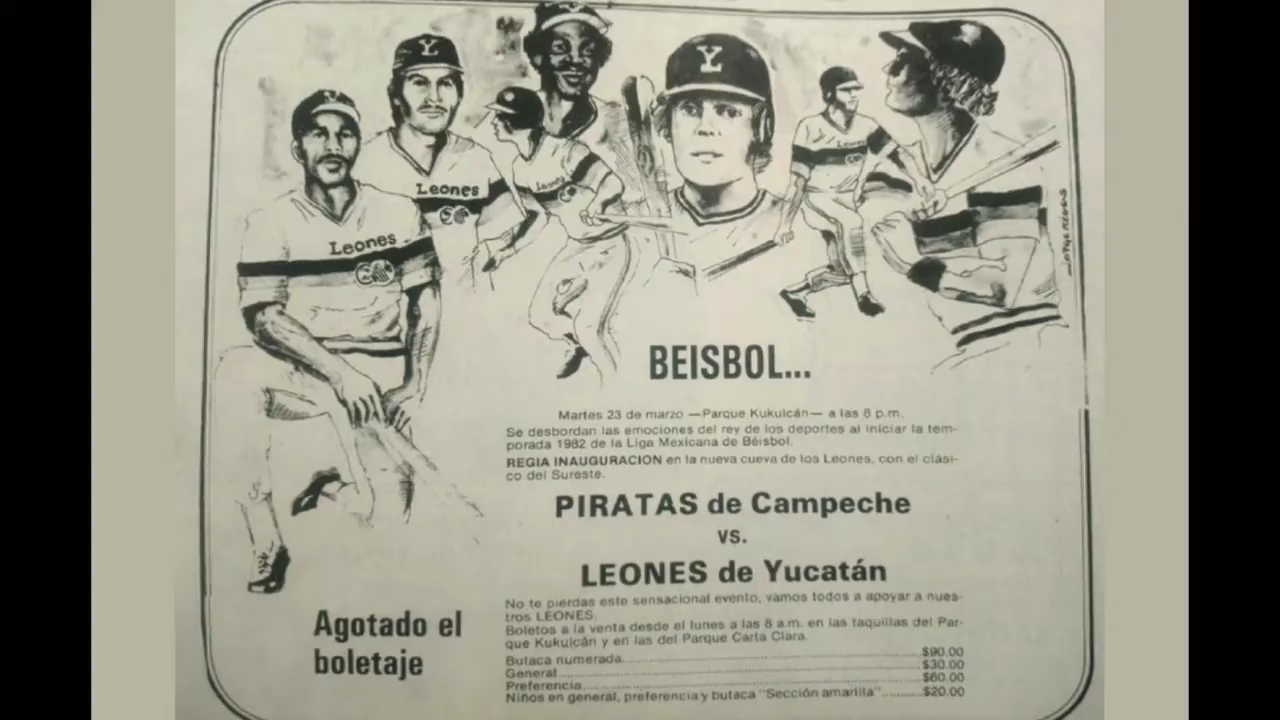 Y
Y
Y
Leones
Leones
Leones
Leones
BEISBOL...
Martes 23 de marzo —Parque Kukulcán— a las 8 p.m.
Se desbordan las emociones del rey de los deportes al iniciar la tem-
porada 1982 de la Liga Mexicana de Béisbol.
REGIA INAUGURACION en la nueva cueva de los Leones, con el clási-
co del Sureste.
PIRATAS de Campeche
vs.
LEONES de Yucatán
No te pierdas este sensacional evento, vamos todos a apoyar a nues-
tros LEONES.
Boletos a la venta desde el lunes a las 8 a.m. en las taquillas del Par-
que Kukulcán y en las del Parque Carta Clara.
Butaca numerada..............................$90.00
General..............................$30.00
Preferencia..............................$60.00
Niños en general, preferencia y butaca "Sección amarilla"..........$20.00
Agotado el
boletaje